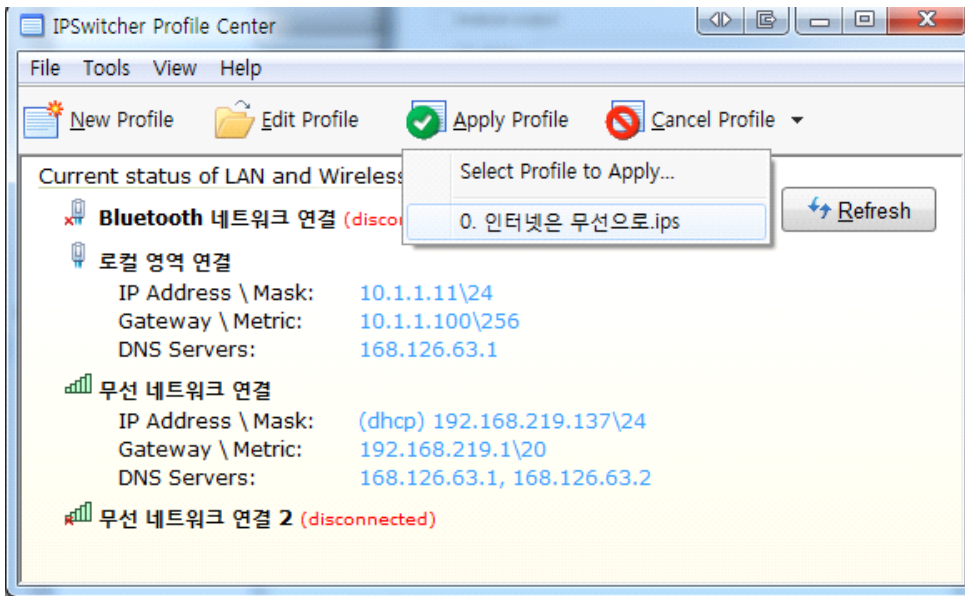 IPSwitcher Profile Center
File Tools View Help
New Profile Edit Profile Apply Profile Cancel Profile
Select Profile to Apply...
0. 인터넷은 무선으로.ips
Current status of LAN and Wireless
Refresh
Bluetooth 네트워크 연결 (discon
로컬 영역 연결
IP Address \ Mask: 10.1.1.11\24
Gateway \ Metric: 10.1.1.100\256
DNS Servers: 168.126.63.1
무선 네트워크 연결
IP Address \ Mask: (dhcp) 192.168.219.137\24
Gateway \ Metric: 192.168.219.1\20
DNS Servers: 168.126.63.1, 168.126.63.2
무선 네트워크 연결 2 (disconnected)